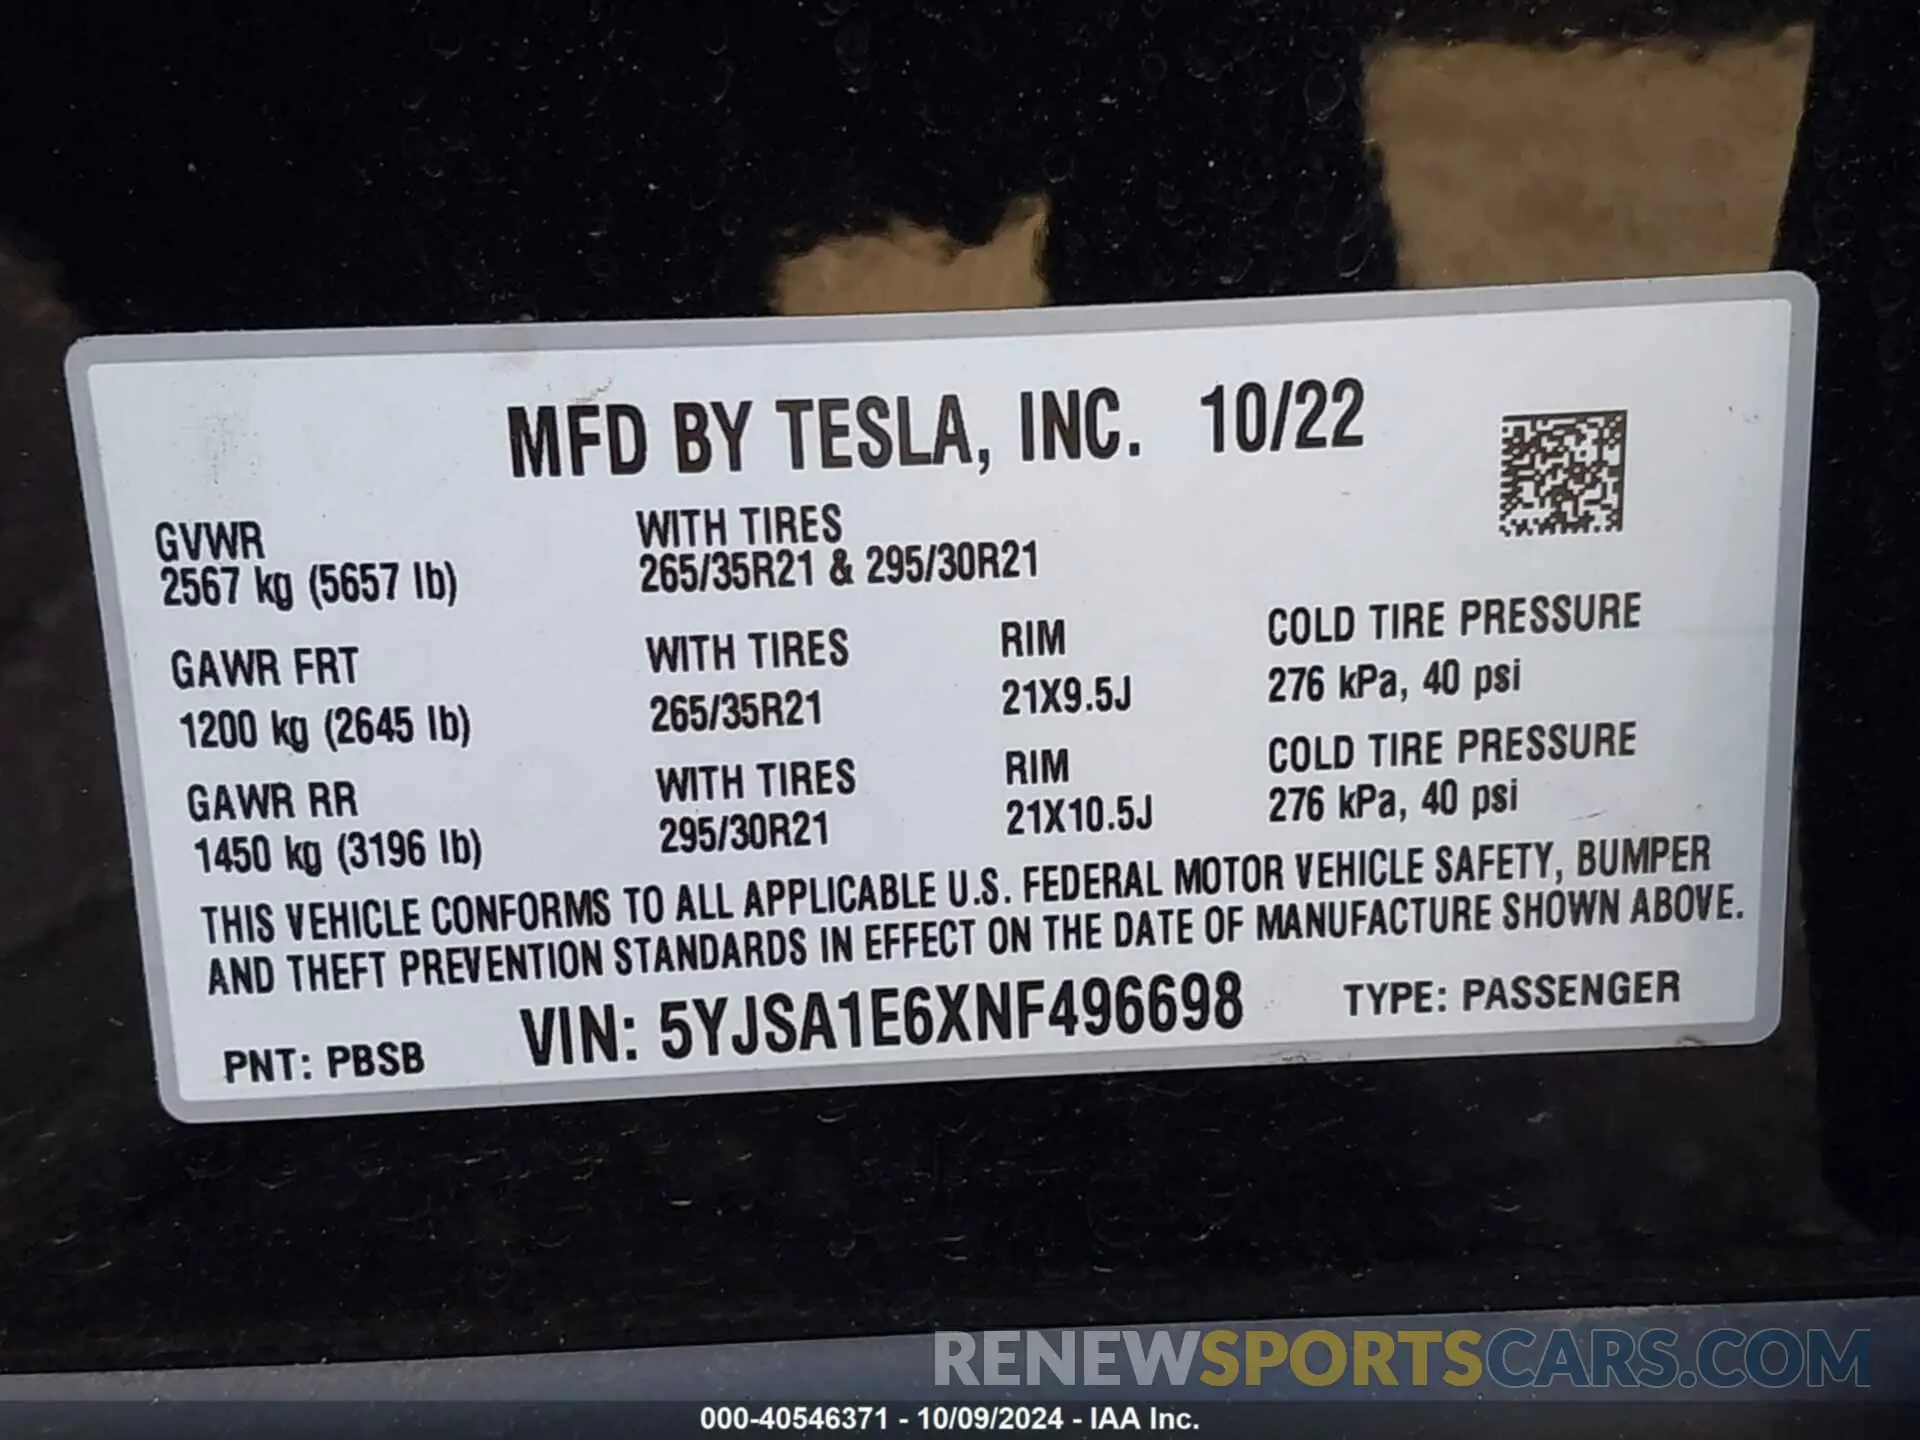 MFD BY TESLA, INC. 10/22
GVWR WITH TIRES
2567 kg (5657 lb) 265/35R21 & 295/30R21
GAWR FRT WITH TIRES RIM COLD TIRE PRESSURE
1200 kg (2645 lb) 265/35R21 21X9.5J 276 kPa, 40 psi
GAWR RR WITH TIRES RIM COLD TIRE PRESSURE
1450 kg (3196 lb) 295/30R21 21X10.5J 276 kPa, 40 psi
THIS VEHICLE CONFORMS TO ALL APPLICABLE U.S. FEDERAL MOTOR VEHICLE SAFETY, BUMPER
AND THEFT PREVENTION STANDARDS IN EFFECT ON THE DATE OF MANUFACTURE SHOWN ABOVE.
PNT: PBSB VIN: 5YJSA1E6XNF496698 TYPE: PASSENGER
RENEWSPORTSCARS.COM
000-40546371 - 10/09/2024 - IAA Inc.